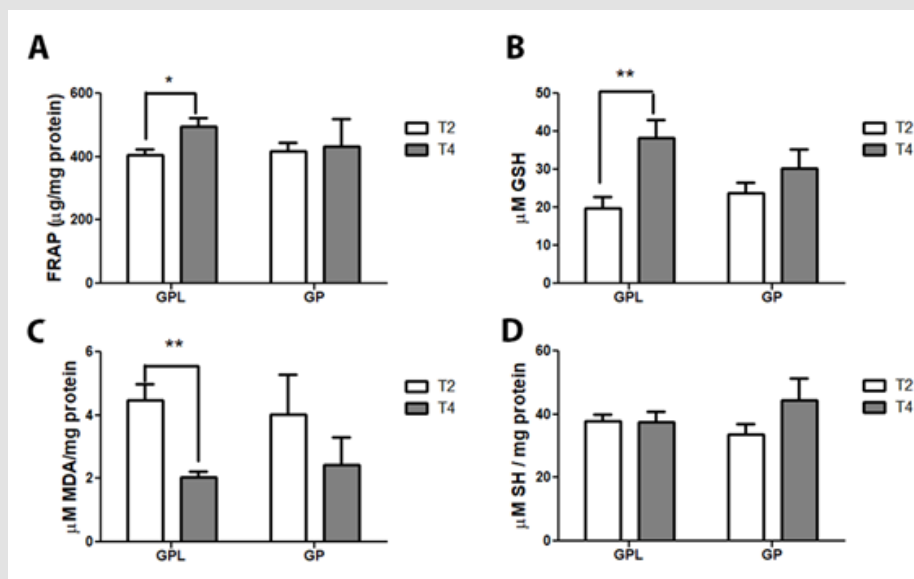 A
*
FRAP (µg/mg protein)
600
400
200
0
GPL
GP
T2
T4
B
**
µM GSH
50
40
30
20
10
0
GPL
GP
T2
T4
C
**
µM MDA/mg protein
6
4
2
0
GPL
GP
T2
T4
D
µM SH / mg protein
60
40
20
0
GPL
GP
T2
T4